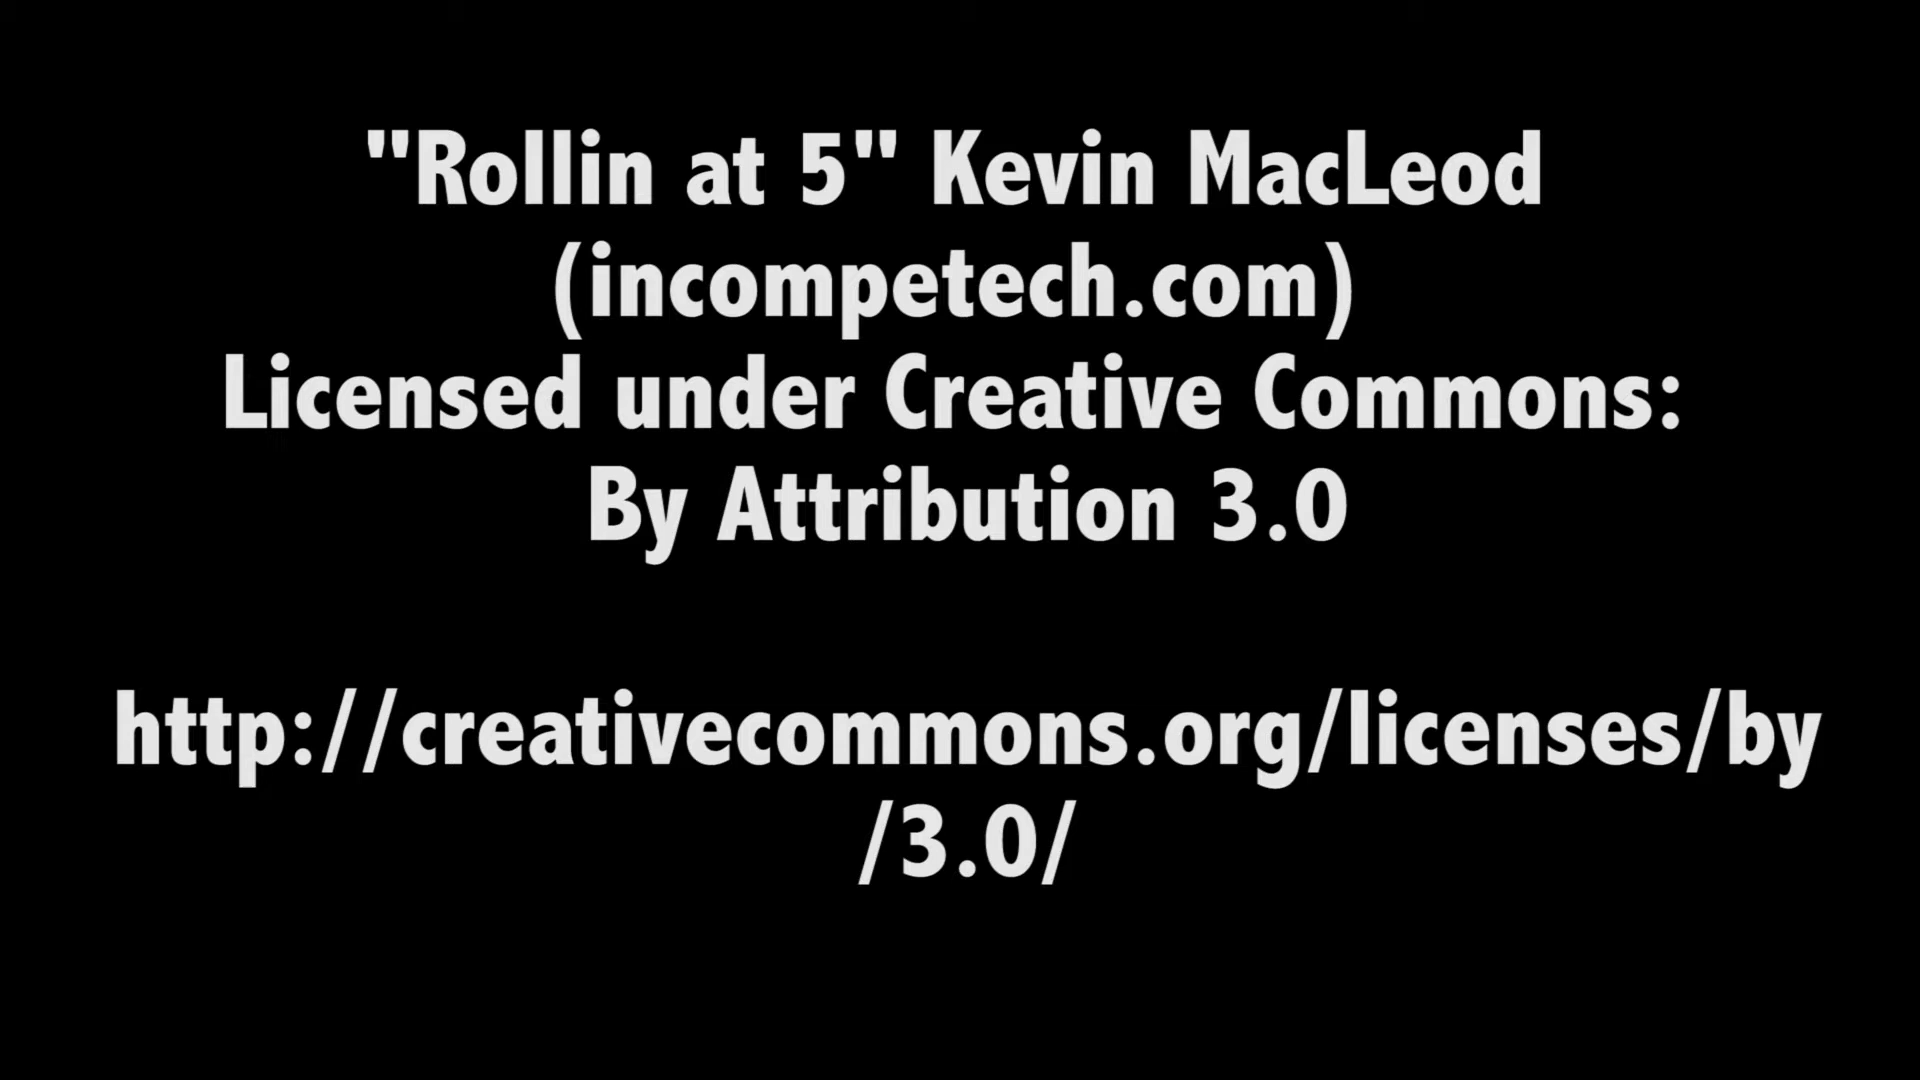 "Rollin at 5" Kevin MacLeod
(incompetech.com)
Licensed under Creative Commons:
By Attribution 3.0
http://creativecommons.org/licenses/by
/3.0/